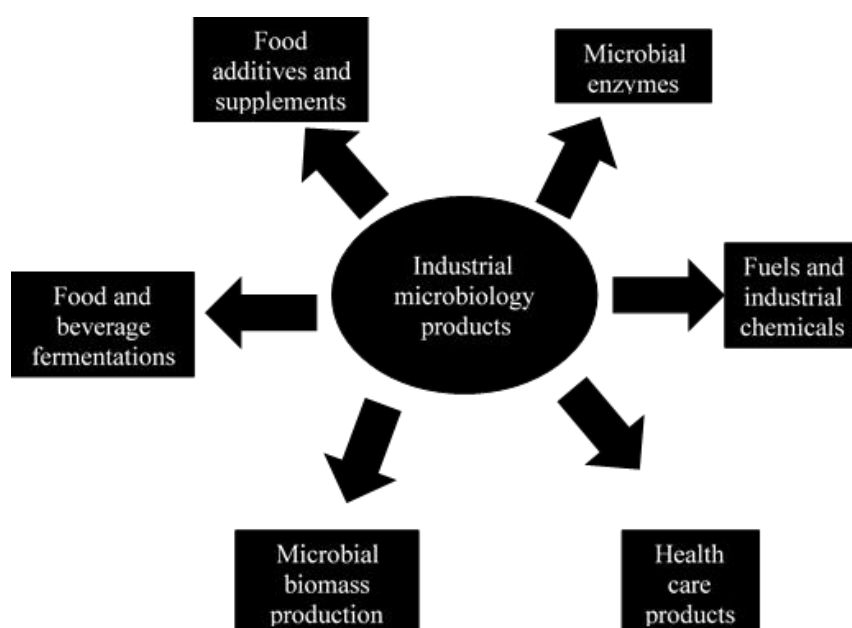 Food
additives and
supplements
Microbial
enzymes
Industrial
microbiology
products
Fuels and
industrial
chemicals
Food and
beverage
fermentations
Microbial
biomass
production
Health
care
products